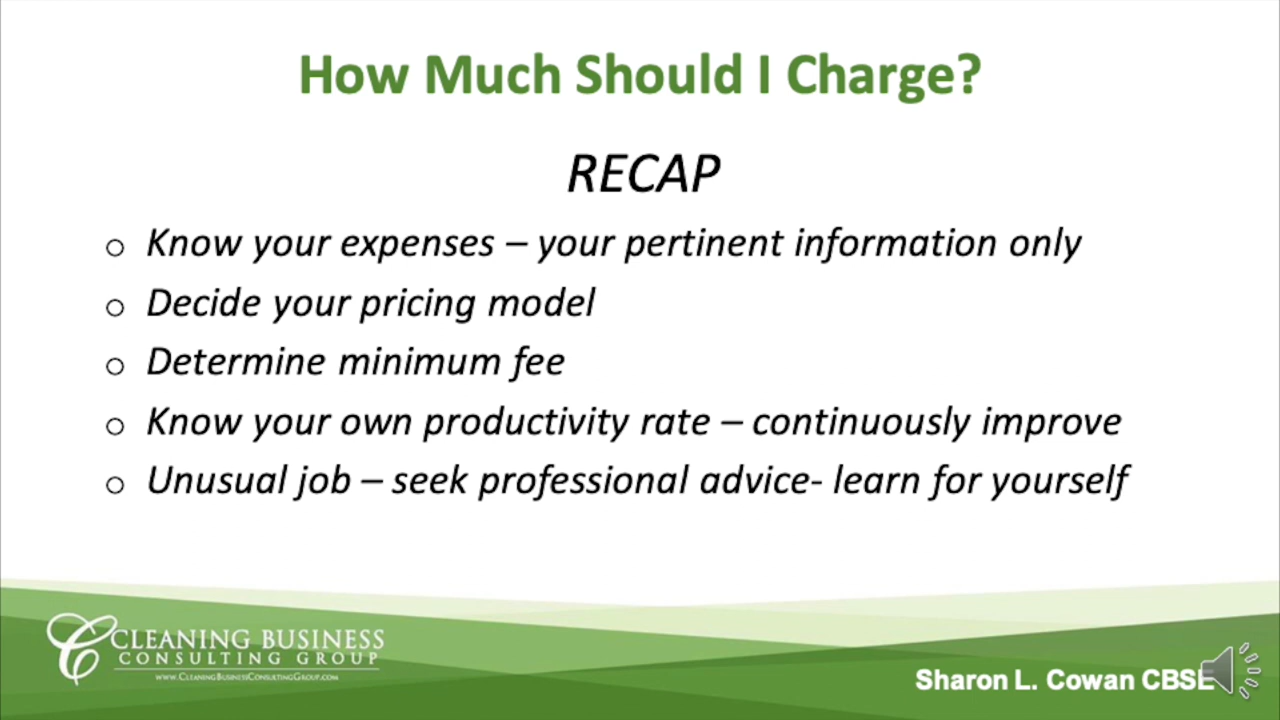 How Much Should I Charge?
RECAP
o Know your expenses – your pertinent information only
o Decide your pricing model
o Determine minimum fee
o Know your own productivity rate – continuously improve
o Unusual job – seek professional advice- learn for yourself
CLEANING BUSINESS
CONSULTING GROUP
WWW.CLEANINGBUSINESSCONSULTINGGROUP.COM
Sharon L. Cowan CBSE